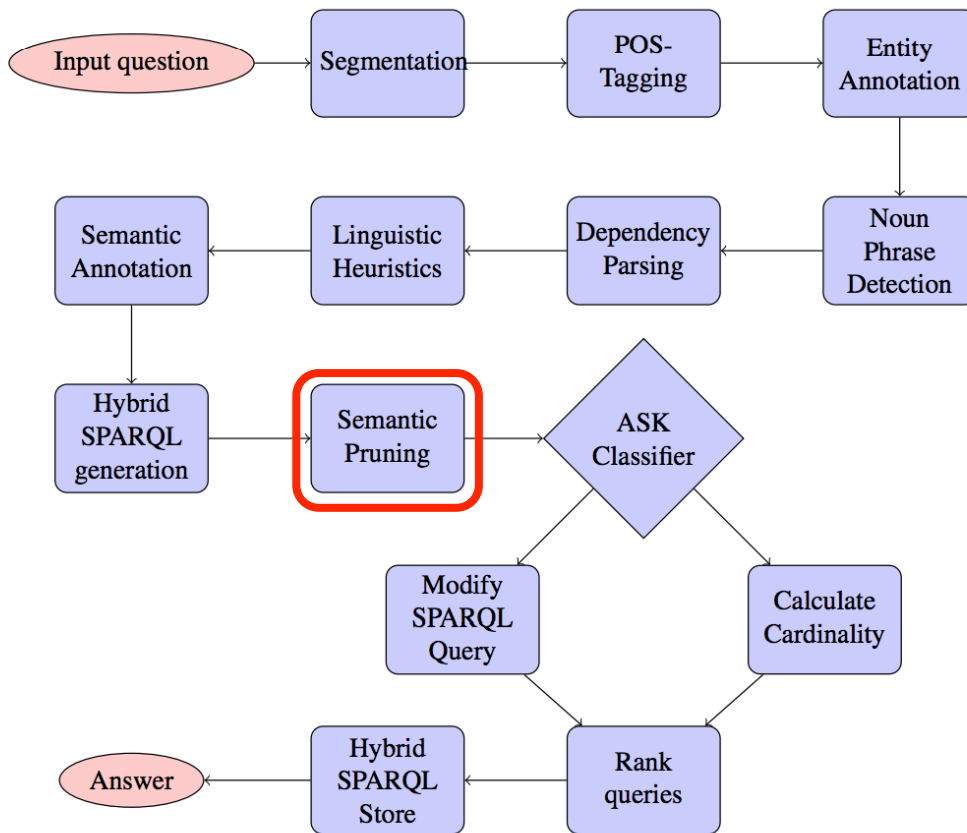 Input question
Segmentation
POS-
Tagging
Entity
Annotation
Semantic
Annotation
Linguistic
Heuristics
Dependency
Parsing
Noun
Phrase
Detection
Hybrid
SPARQL
generation
Semantic
Pruning
ASK
Classifier
Modify
SPARQL
Query
Calculate
Cardinality
Answer
Hybrid
SPARQL
Store
Rank
queries